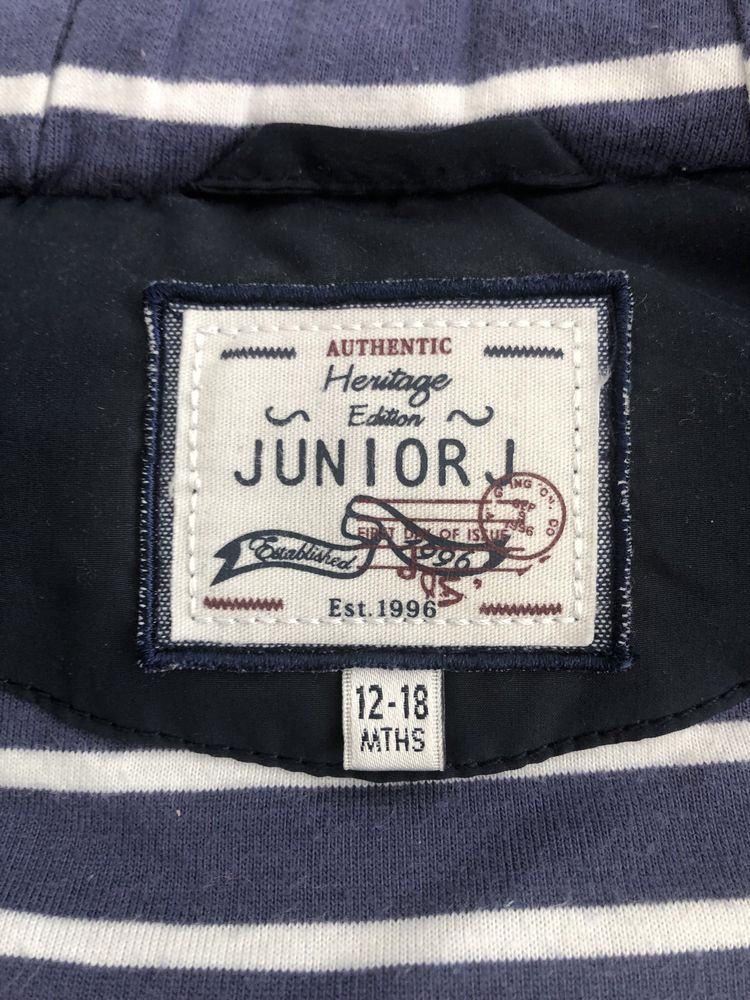 AUTHENTIC
Heritage
Edition
JUNIOR J
FIRST DAY OF ISSUE
Established
1996
Est.1996
12-18
MTHS